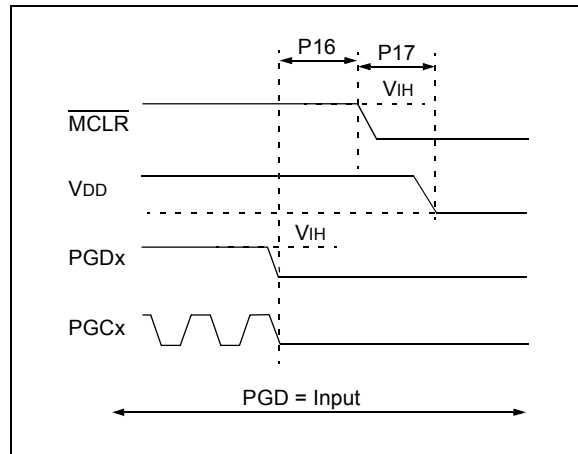 P16 P17
VIH
MCLR
VDD
VIH
PGDx
PGCx
PGD = Input